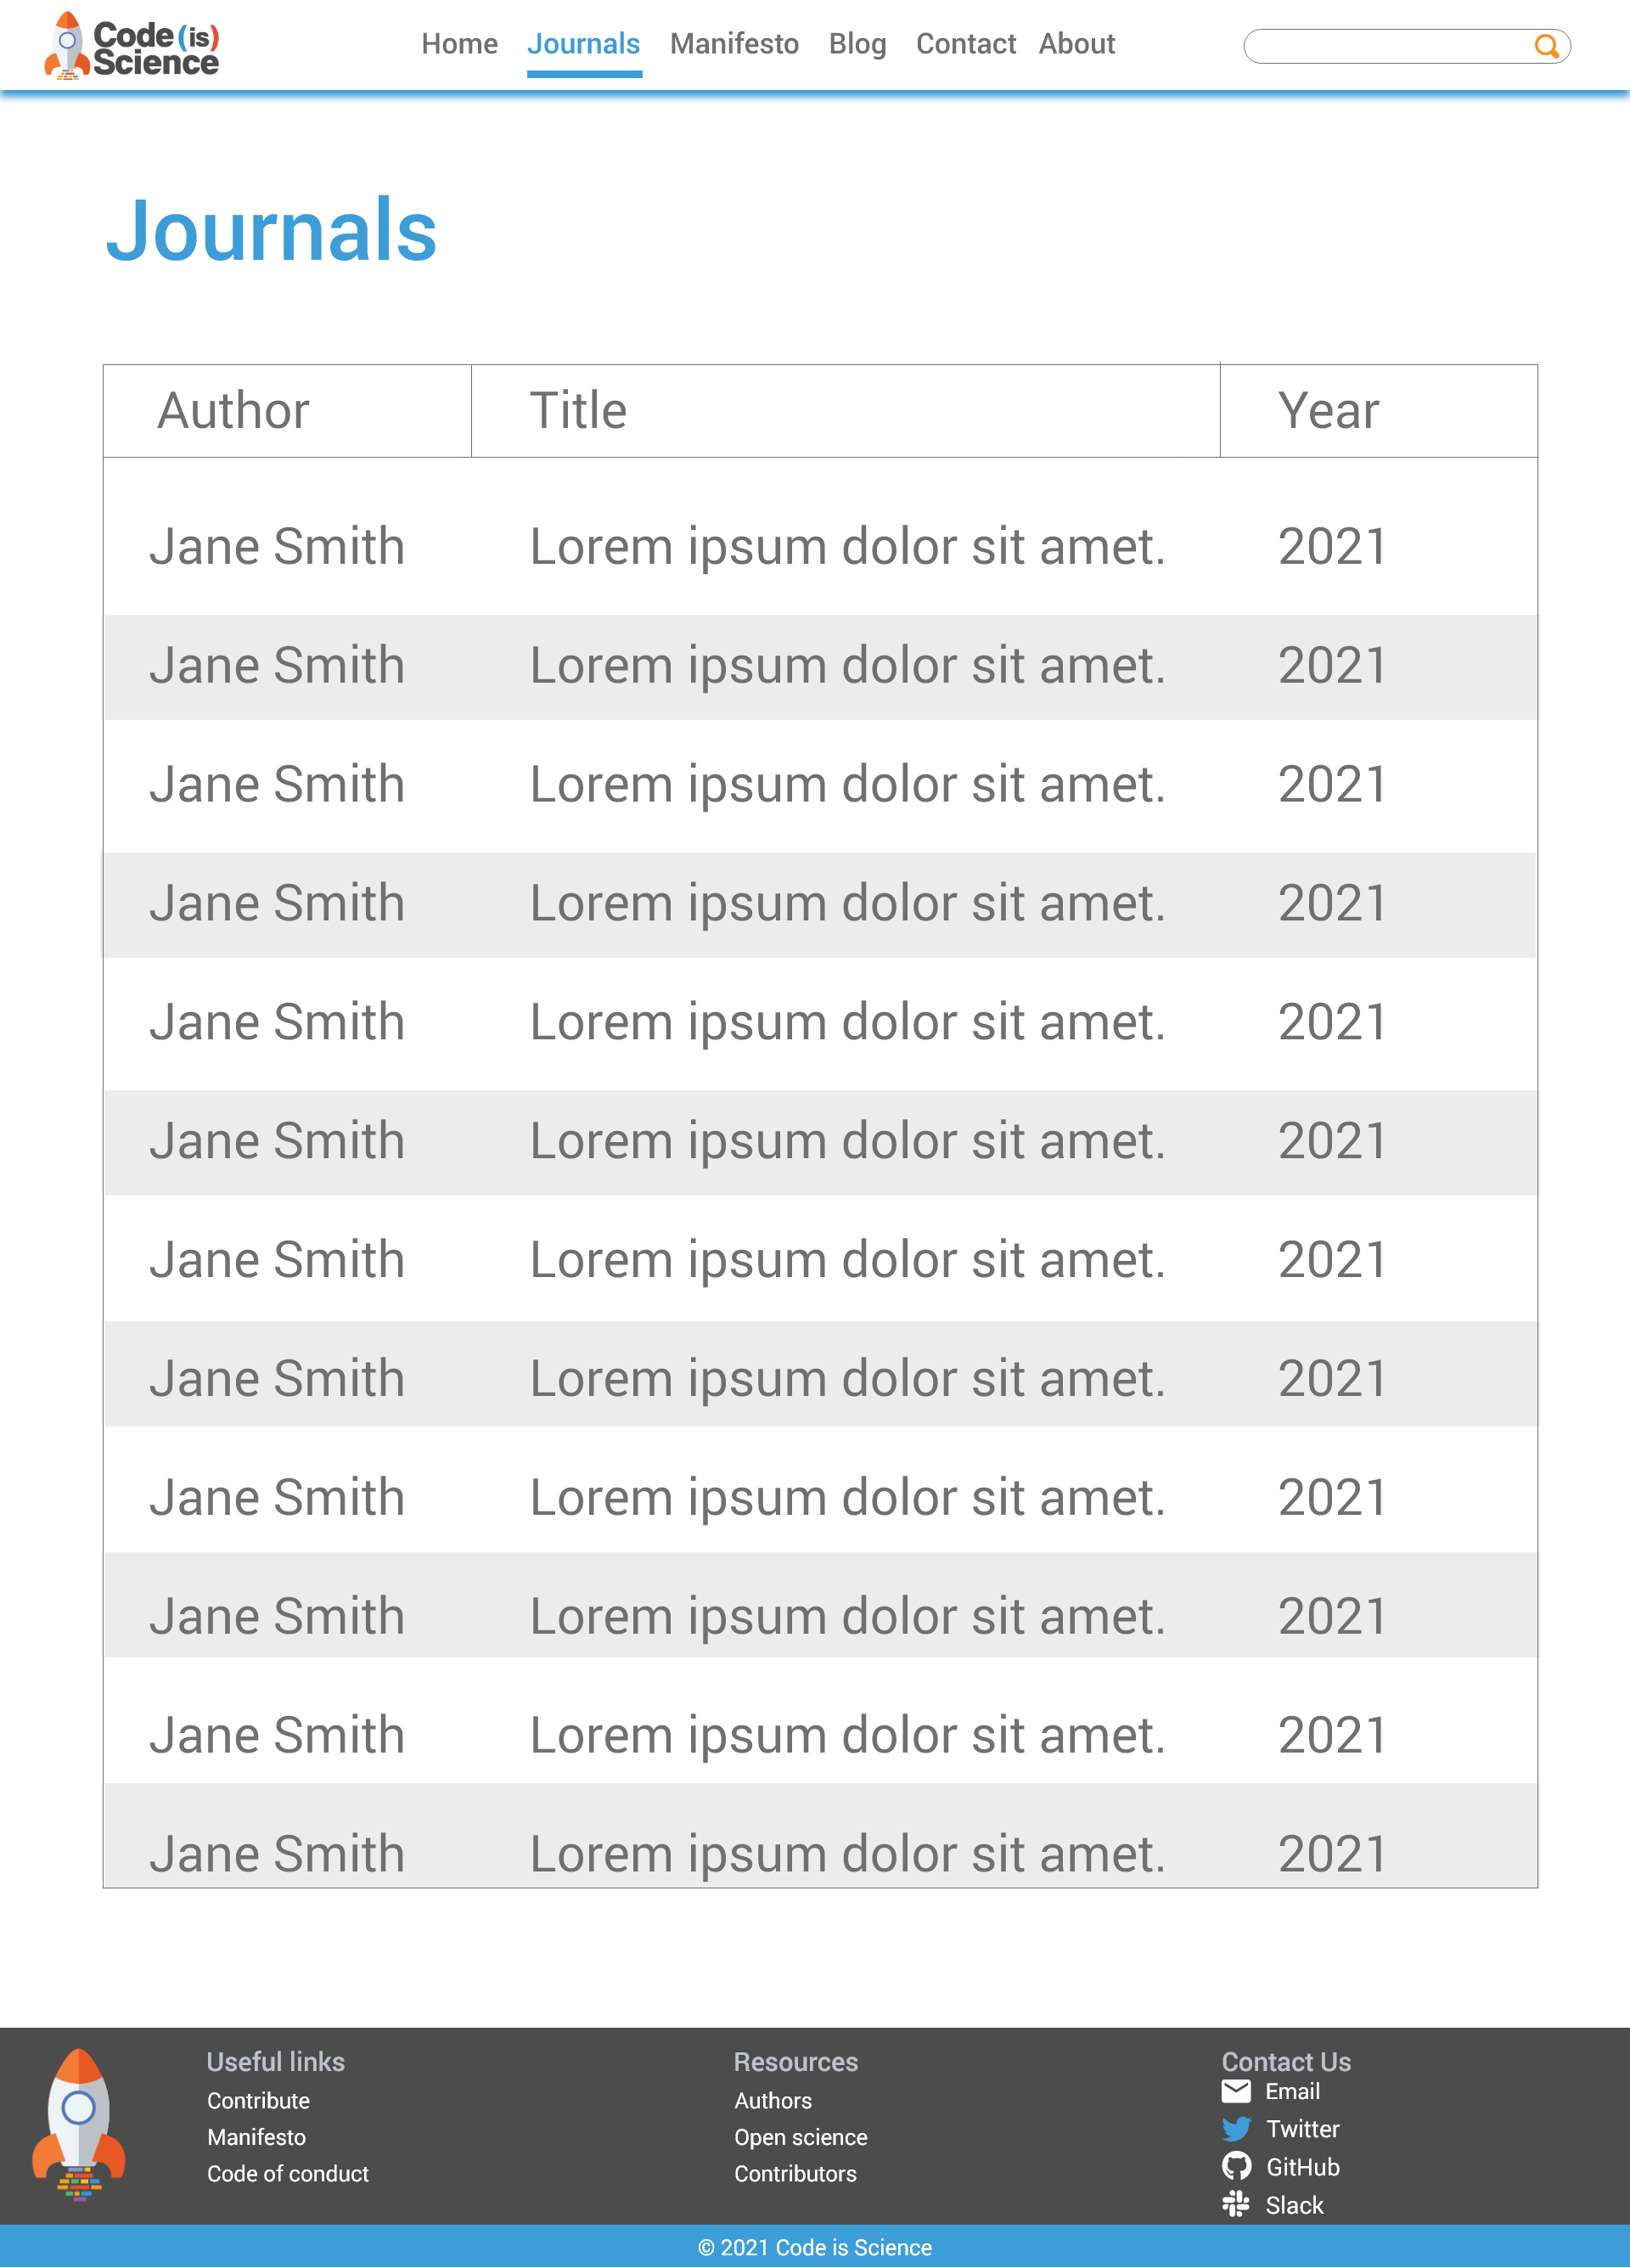 Code (is)
Science
Home Journals Manifesto Blog Contact About
Journals
Author Title Year
Jane Smith Lorem ipsum dolor sit amet. 2021
Jane Smith Lorem ipsum dolor sit amet. 2021
Jane Smith Lorem ipsum dolor sit amet. 2021
Jane Smith Lorem ipsum dolor sit amet. 2021
Jane Smith Lorem ipsum dolor sit amet. 2021
Jane Smith Lorem ipsum dolor sit amet. 2021
Jane Smith Lorem ipsum dolor sit amet. 2021
Jane Smith Lorem ipsum dolor sit amet. 2021
Jane Smith Lorem ipsum dolor sit amet. 2021
Jane Smith Lorem ipsum dolor sit amet. 2021
Jane Smith Lorem ipsum dolor sit amet. 2021
Jane Smith Lorem ipsum dolor sit amet. 2021
Useful links
Contribute
Manifesto
Code of conduct
Resources
Authors
Open science
Contributors
Contact Us
Email
Twitter
GitHub
Slack
© 2021 Code is Science